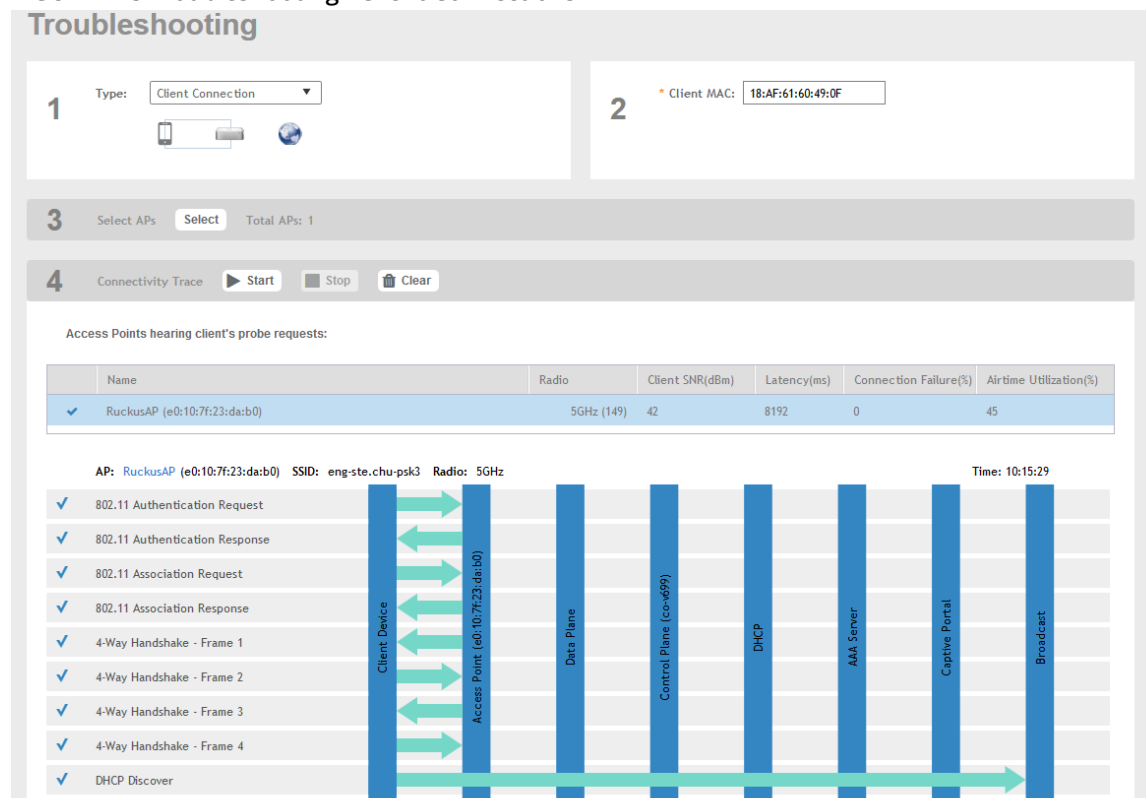 Troubleshooting
1
Type:
Client Connection
2
* Client MAC:
18:AF:61:60:49:0F
3
Select APs
Select
Total APs: 1
4
Connectivity Trace
Start
Stop
Clear
Access Points hearing client's probe requests:
Name Radio Client SNR(dBm) Latency(ms) Connection Failure(%) Airtime Utilization(%)
RuckusAP (e0:10:7f:23:da:b0) 5GHz (149) 42 8192 0 45
AP: RuckusAP (e0:10:7f:23:da:b0) SSID: eng-ste.chu-psk3 Radio: 5GHz
Time: 10:15:29
802.11 Authentication Request
802.11 Authentication Response
802.11 Association Request
802.11 Association Response
4-Way Handshake - Frame 1
4-Way Handshake - Frame 2
4-Way Handshake - Frame 3
4-Way Handshake - Frame 4
DHCP Discover
Client Device
Access Point (e0:10:7f:23:da:b0)
Data Plane
Control Plane (co-v699)
DHCP
AAA Server
Captive Portal
Broadcast